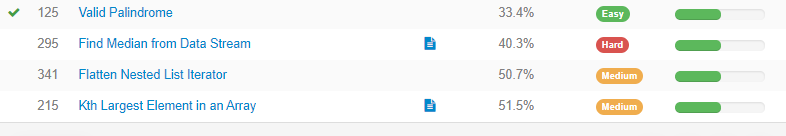 125 Valid Palindrome 33.4% Easy
295 Find Median from Data Stream 40.3% Hard
341 Flatten Nested List Iterator 50.7% Medium
215 Kth Largest Element in an Array 51.5% Medium